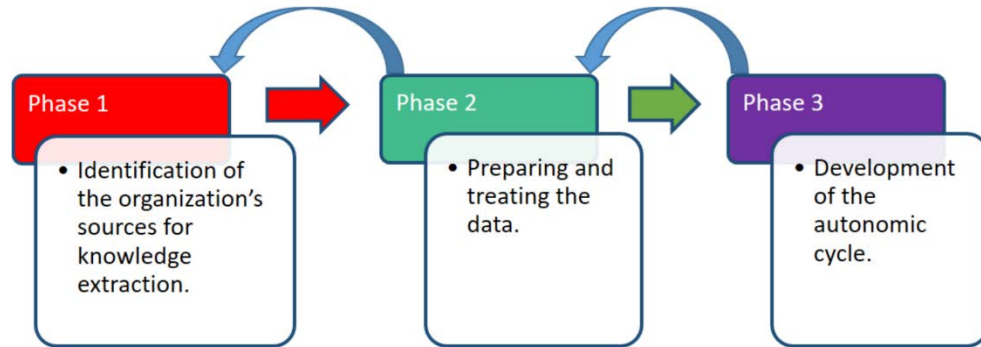 Phase 1
• Identification of
the organization's
sources for
knowledge
extraction.
Phase 2
• Preparing and
treating the
data.
Phase 3
• Development
of the
autonomic
cycle.